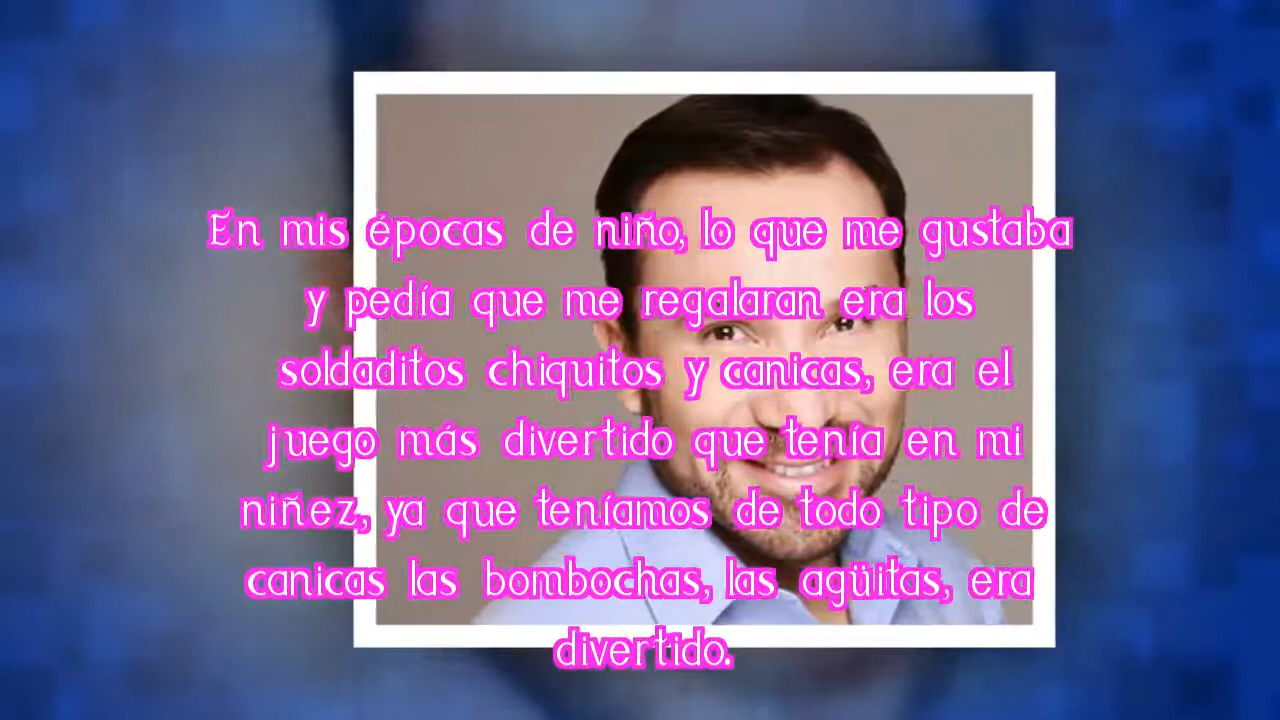 En mis épocas de niño, lo que me gustaba
y pedía que me regalaran era los
soldaditos chiquitos y canicas, era el
juego más divertido que tenía en mi
niñez, ya que teníamos de todo tipo de
canicas las bombochas, las agüitas, era
divertido.